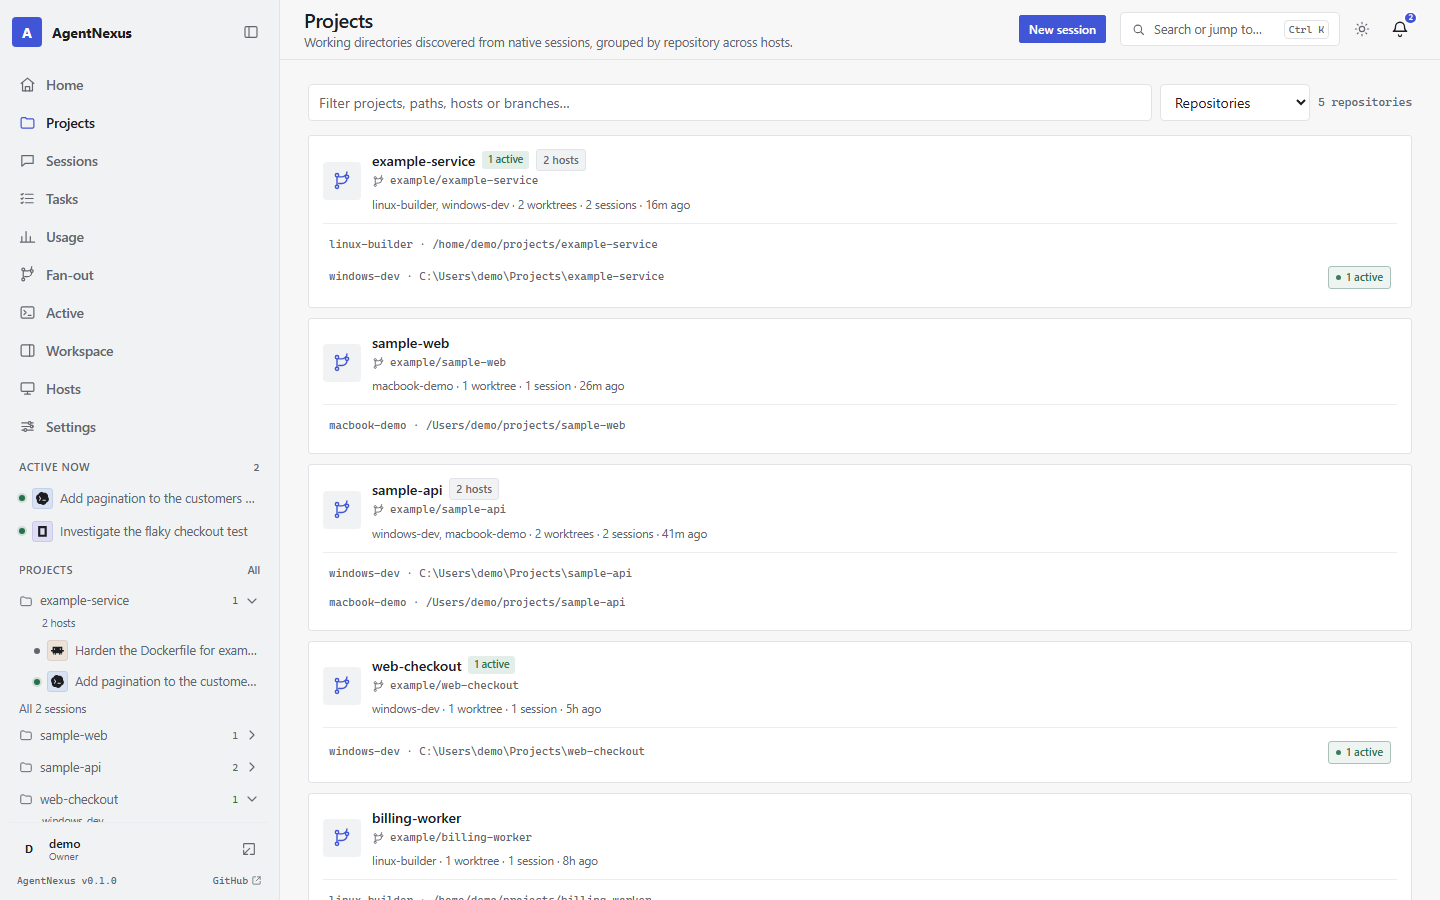 A AgentNexus
Home
Projects
Sessions
Tasks
Usage
Fan-out
Active
Workspace
Hosts
Settings
ACTIVE NOW 2
Add pagination to the customers ...
Investigate the flaky checkout test
PROJECTS All
example-service 1
2 hosts
Harden the Dockerfile for exam...
Add pagination to the custome...
All 2 sessions
sample-web 1
sample-api 2
web-checkout 1
windows-dev
D demo
Owner
AgentNexus v0.1.0 GitHub
Projects
Working directories discovered from native sessions, grouped by repository across hosts.
New session
Search or jump to... Ctrl K
2
Filter projects, paths, hosts or branches...
Repositories
5 repositories
example-service 1 active 2 hosts
example/example-service
linux-builder, windows-dev · 2 worktrees · 2 sessions · 16m ago
linux-builder · /home/demo/projects/example-service
windows-dev · C:\Users\demo\Projects\example-service 1 active
sample-web
example/sample-web
macbook-demo · 1 worktree · 1 session · 26m ago
macbook-demo · /Users/demo/projects/sample-web
sample-api 2 hosts
example/sample-api
windows-dev, macbook-demo · 2 worktrees · 2 sessions · 41m ago
windows-dev · C:\Users\demo\Projects\sample-api
macbook-demo · /Users/demo/projects/sample-api
web-checkout 1 active
example/web-checkout
windows-dev · 1 worktree · 1 session · 5h ago
windows-dev · C:\Users\demo\Projects\web-checkout 1 active
billing-worker
example/billing-worker
linux-builder · 1 worktree · 1 session · 8h ago
linux-builder · /home/demo/projects/billing-worker